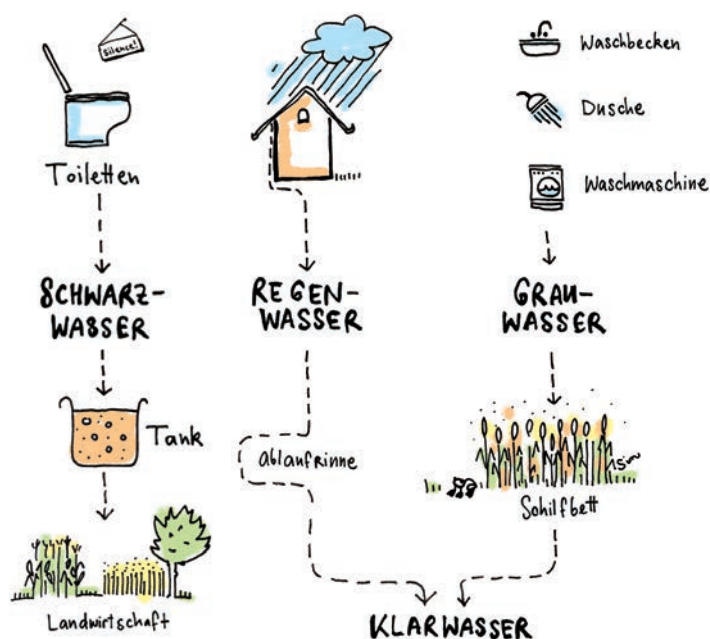 Silence!
Toiletten
SCHWARZ-
WASSER
Tank
Landwirtschaft
REGEN-
WASSER
Ablaufrinne
Waschbecken
Dusche
Waschmaschine
GRAU-
WASSER
Schilfbett
KLARWASSER